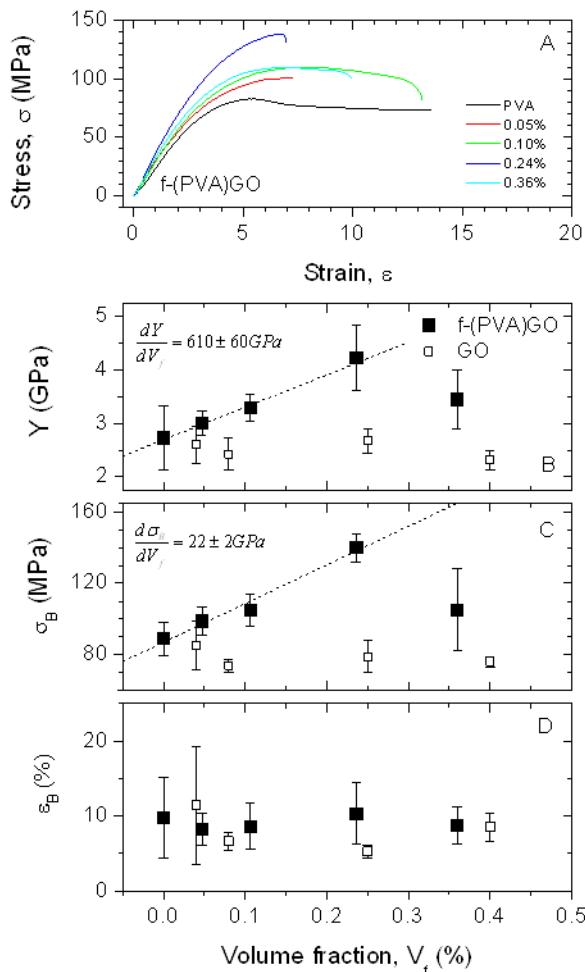 150
100
50
0
Stress, σ (MPa)
A
PVA
0.05%
0.10%
0.24%
0.36%
f-(PVA)GO
0 5 10 15 20
Strain, ε
5
4
3
2
Y (GPa)
dY/dV_f = 610 ± 60GPa
f-(PVA)GO
GO
B
160
120
80
σ_B (MPa)
dσ_B/dV_f = 22 ± 2GPa
C
20
10
0
ε_B (%)
D
0.0 0.1 0.2 0.3 0.4 0.5
Volume fraction, V_f (%)